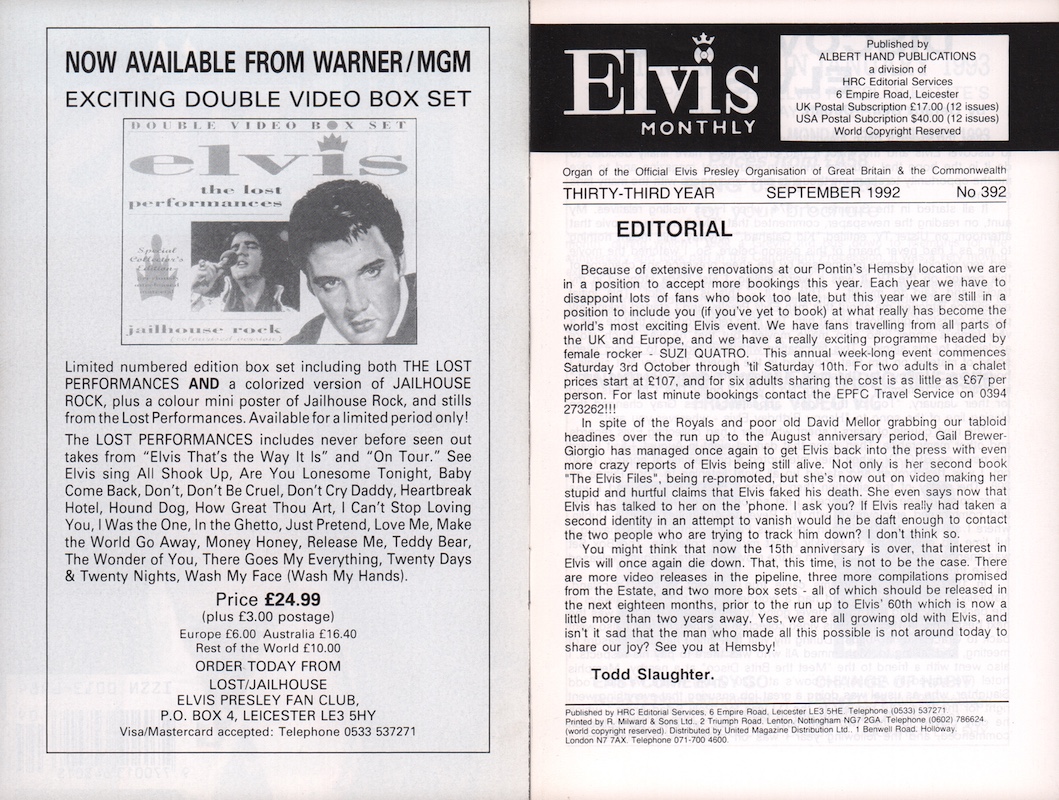 NOW AVAILABLE FROM WARNER/MGM
EXCITING DOUBLE VIDEO BOX SET
DOUBLE VIDEO BOX SET
elvis
the lost
performances
Special
Collector's
Edition
jailhouse rock
Limited numbered edition box set including both THE LOST
PERFORMANCES AND a colorized version of JAILHOUSE
ROCK, plus a colour mini poster of Jailhouse Rock, and stills
from the Lost Performances. Available for a limited period only!
The LOST PERFORMANCES includes never before seen out
takes from “Elvis That’s the Way It Is” and “On Tour.” See
Elvis sing All Shook Up, Are You Lonesome Tonight, Baby
Come Back, Don’t, Don’t Be Cruel, Don’t Cry Daddy, Heartbreak
Hotel, Hound Dog, How Great Thou Art, I Can’t Stop Loving
You, I Was the One, In the Ghetto, Just Pretend, Love Me, Make
the World Go Away, Money Honey, Release Me, Teddy Bear,
The Wonder of You, There Goes My Everything, Twenty Days
& Twenty Nights, Wash My Face (Wash My Hands).
Price £24.99
(plus £3.00 postage)
Europe £6.00 Australia £16.40
Rest of the World £10.00
ORDER TODAY FROM
LOST/JAILHOUSE
ELVIS PRESLEY FAN CLUB,
P.O. BOX 4, LEICESTER LE3 5HY
Visa/Mastercard accepted: Telephone 0533 537271
Elvis
MONTHLY
Published by
ALBERT HAND PUBLICATIONS
a division of
HRC Editorial Services
6 Empire Road, Leicester
UK Postal Subscription £17.00 (12 issues)
USA Postal Subcription $40.00 (12 issues)
World Copyright Reserved
Organ of the Official Elvis Presley Organisation of Great Britain & the Commonwealth
THIRTY-THIRD YEAR SEPTEMBER 1992 No 392
EDITORIAL
Because of extensive renovations at our Pontin's Hemsby location we are
in a position to accept more bookings this year. Each year we have to
disappoint lots of fans who book too late, but this year we are still in a
position to include you (if you've yet to book) at what really has become the
world's most exciting Elvis event. We have fans travelling from all parts of
the UK and Europe, and we have a really exciting programme headed by
female rocker - SUZI QUATRO. This annual week-long event commences
Saturday 3rd October through 'til Saturday 10th. For two adults in a chalet
prices start at £107, and for six adults sharing the cost is as little as £67 per
person. For last minute bookings contact the EPFC Travel Service on 0394
273262!!!
In spite of the Royals and poor old David Mellor grabbing our tabloid
headlines over the run up to the August anniversary period, Gail Brewer-
Giorgio has managed once again to get Elvis back into the press with even
more crazy reports of Elvis being still alive. Not only is her second book
"The Elvis Files", being re-promoted, but she's now out on video making her
stupid and hurtful claims that Elvis faked his death. She even says now that
Elvis has talked to her on the 'phone. I ask you? If Elvis really had taken a
second identity in an attempt to vanish would he be daft enough to contact
the two people who are trying to track him down? I don't think so.
You might think that now the 15th anniversary is over, that interest in
Elvis will once again die down. That, this time, is not to be the case. There
are more video releases in the pipeline, three more compilations promised
from the Estate, and two more box sets - all of which should be released in
the next eighteen months, prior to the run up to Elvis' 60th which is now a
little more than two years away. Yes, we are all growing old with Elvis, and
isn't it sad that the man who made all this possible is not around today to
share our joy? See you at Hemsby!
Todd Slaughter.
Published by HRC Editorial Services, 6 Empire Road, Leicester LE3 5HE. Telephone (0533) 537271.
Printed by R. Milward & Sons Ltd., 2 Triumph Road, Lenton, Nottingham NG7 2GA. Telephone (0602) 786624.
(world copyright reserved). Distributed by United Magazine Distribution Ltd., 1 Benwell Road, Holloway,
London N7 7AX. Telephone 071-700 4600.